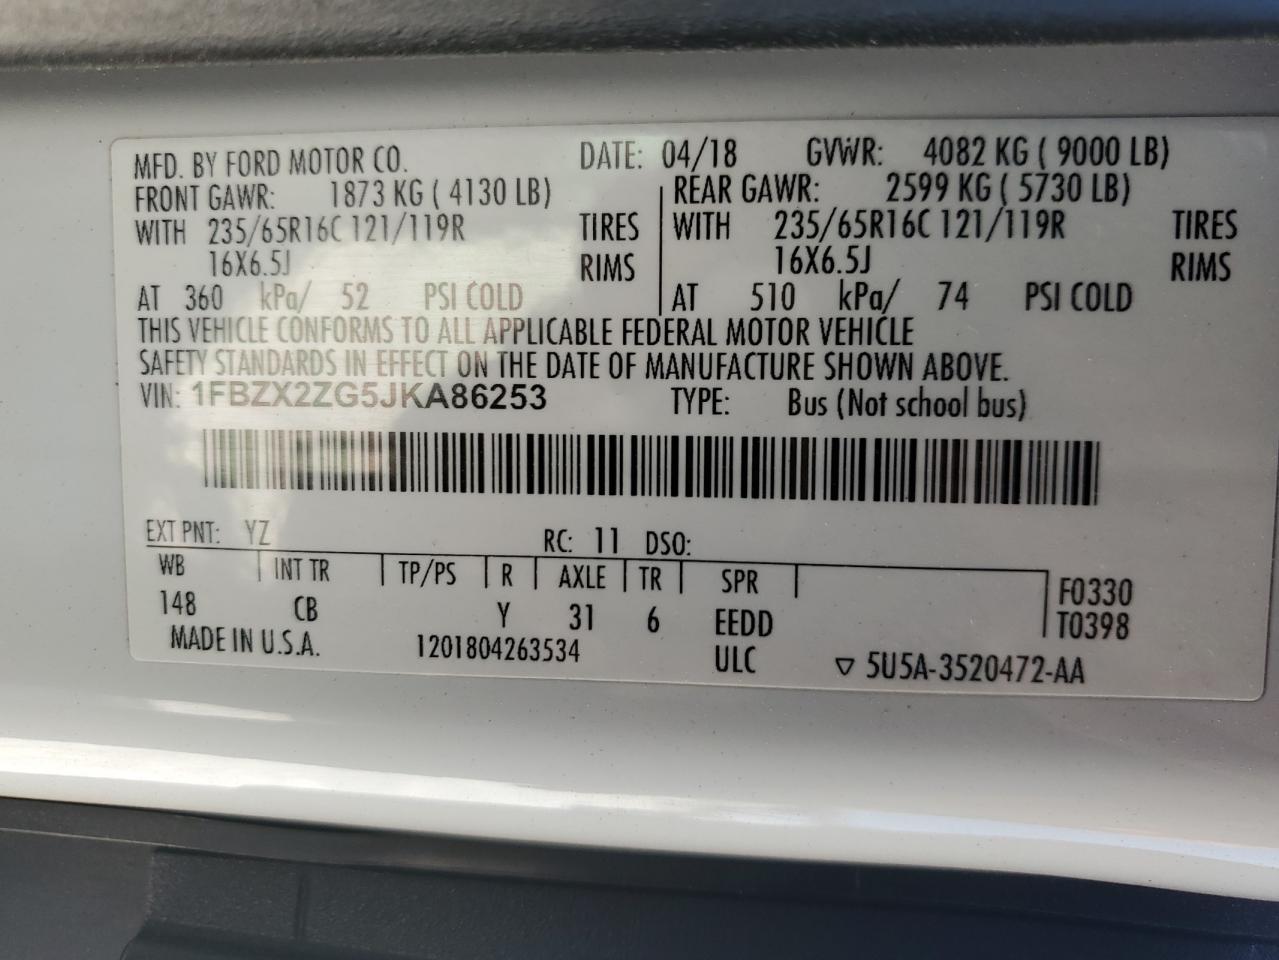 MFD. BY FORD MOTOR CO. DATE: 04/18 GVWR: 4082 KG ( 9000 LB)
FRONT GAWR: 1873 KG ( 4130 LB) REAR GAWR: 2599 KG ( 5730 LB)
WITH 235/65R16C 121/119R TIRES WITH 235/65R16C 121/119R TIRES
16X6.5J RIMS 16X6.5J RIMS
AT 360 kPa/ 52 PSI COLD AT 510 kPa/ 74 PSI COLD
THIS VEHICLE CONFORMS TO ALL APPLICABLE FEDERAL MOTOR VEHICLE
SAFETY STANDARDS IN EFFECT ON THE DATE OF MANUFACTURE SHOWN ABOVE.
VIN: 1FBZX2ZG5JKA86253 TYPE: Bus (Not school bus)
EXT PNT: YZ RC: 11 DSO:
WB INT TR TP/PS R AXLE TR SPR F0330
148 CB Y 31 6 EEDD T0398
MADE IN U.S.A. 1201804263534 ULC ▽ 5U5A-3520472-AA